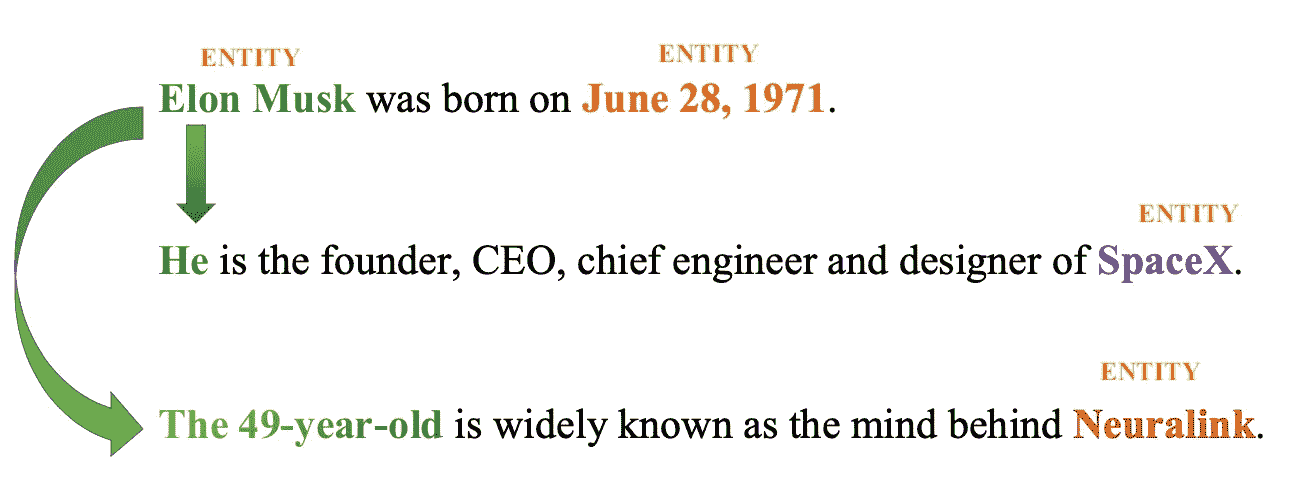 ENTITY ENTITY
Elon Musk was born on June 28, 1971.
ENTITY
He is the founder, CEO, chief engineer and designer of SpaceX.
ENTITY
The 49-year-old is widely known as the mind behind Neuralink.